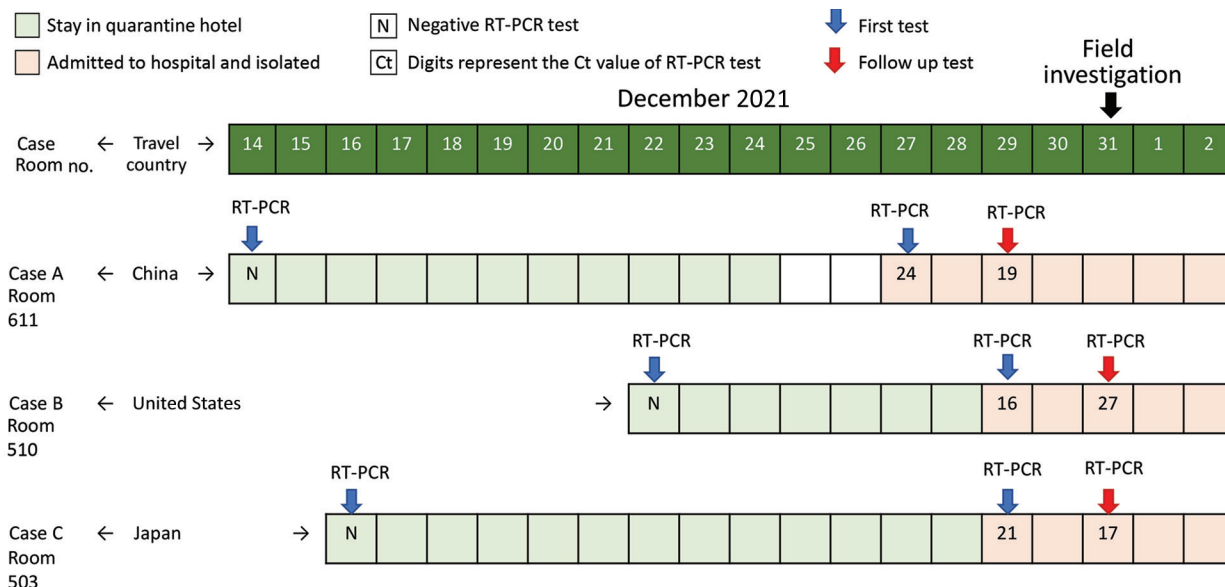 Stay in quarantine hotel
N Negative RT-PCR test
First test
Admitted to hospital and isolated
Ct Digits represent the Ct value of RT-PCR test
Follow up test
Field
investigation
December 2021
Case
Room no.
← Travel →
country
14 15 16 17 18 19 20 21 22 23 24 25 26 27 28 29 30 31 1 2
RT-PCR RT-PCR RT-PCR
Case A ← China → N 24 19
Room
611
RT-PCR RT-PCR RT-PCR
Case B ← United States → N 16 27
Room
510
RT-PCR RT-PCR RT-PCR
Case C ← Japan → N 21 17
Room
503